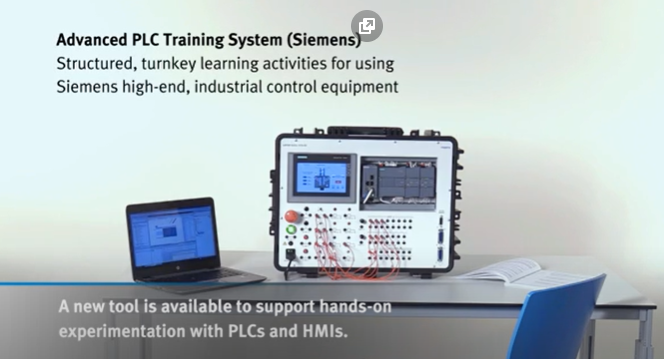 Advanced PLC Training System (Siemens)
Structured, turnkey learning activities for using
Siemens high-end, industrial control equipment
A new tool is available to support hands-on
experimentation with PLCs and HMIs.